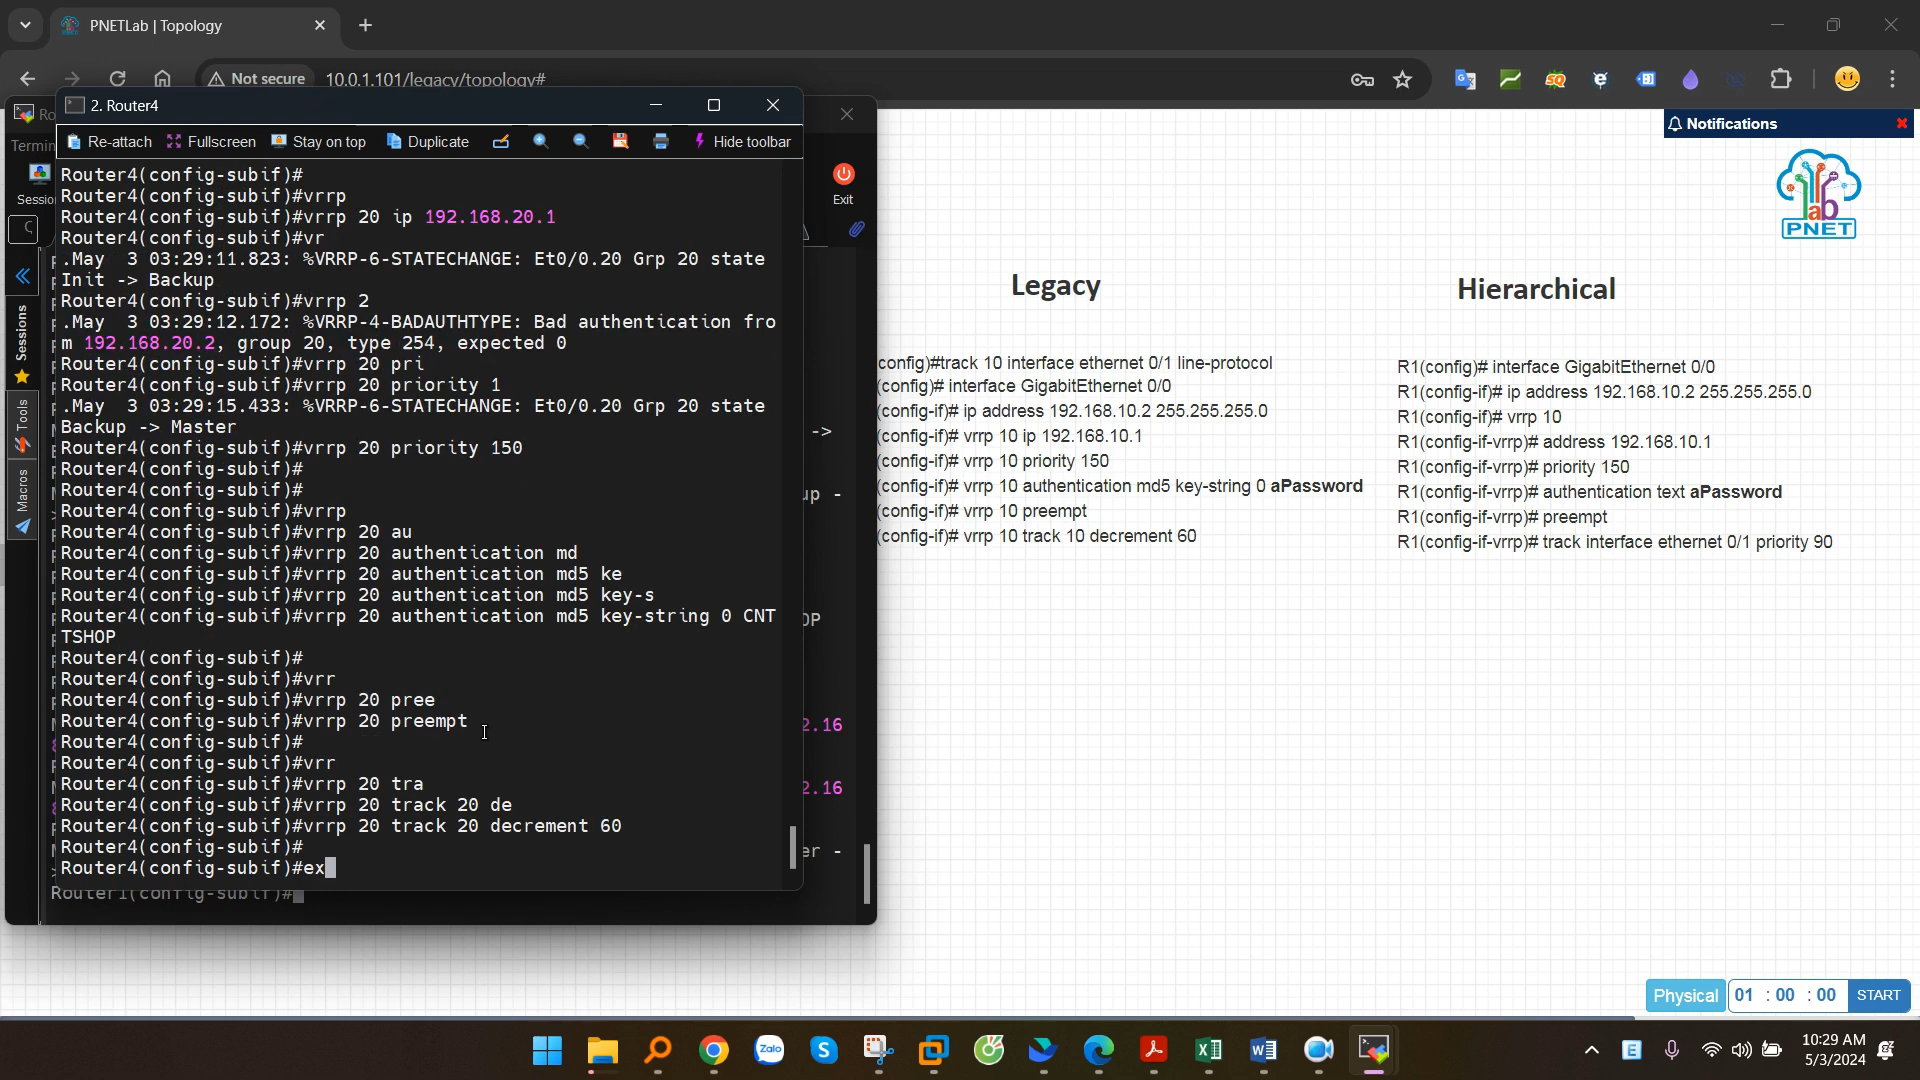 PNETLab | Topology
Not secure
10.0.1.101/legacy/topology#
2. Router4
Re-attach
Fullscreen
Stay on top
Duplicate
Hide toolbar
Router4(config-subif)#
Router4(config-subif)#vrrp
Router4(config-subif)#vrrp 20 ip 192.168.20.1
Router4(config-subif)#vr
.May  3 03:29:11.823: %VRRP-6-STATECHANGE: Et0/0.20 Grp 20 state
Init -> Backup
Router4(config-subif)#vrrp 2
.May  3 03:29:12.172: %VRRP-4-BADAUTHTYPE: Bad authentication fro
m 192.168.20.2, group 20, type 254, expected 0
Router4(config-subif)#vrrp 20 pri
Router4(config-subif)#vrrp 20 priority 1
.May  3 03:29:15.433: %VRRP-6-STATECHANGE: Et0/0.20 Grp 20 state
Backup -> Master
Router4(config-subif)#vrrp 20 priority 150
Router4(config-subif)#
Router4(config-subif)#
Router4(config-subif)#vrrp
Router4(config-subif)#vrrp 20 au
Router4(config-subif)#vrrp 20 authentication md
Router4(config-subif)#vrrp 20 authentication md5 ke
Router4(config-subif)#vrrp 20 authentication md5 key-s
Router4(config-subif)#vrrp 20 authentication md5 key-string 0 CNT
TSHOP
Router4(config-subif)#
Router4(config-subif)#vrr
Router4(config-subif)#vrrp 20 pree
Router4(config-subif)#vrrp 20 preempt
Router4(config-subif)#
Router4(config-subif)#vrr
Router4(config-subif)#vrrp 20 tra
Router4(config-subif)#vrrp 20 track 20 de
Router4(config-subif)#vrrp 20 track 20 decrement 60
Router4(config-subif)#
Router4(config-subif)#ex
Router1(config-subif)#
Ro
Termin
Sessio
Sessions
Tools
Macros
Exit
->
up -
OP
2.16
2.16
er -
Notifications
lab
PNET
Legacy
config)#track 10 interface ethernet 0/1 line-protocol
(config)# interface GigabitEthernet 0/0
(config-if)# ip address 192.168.10.2 255.255.255.0
(config-if)# vrrp 10 ip 192.168.10.1
(config-if)# vrrp 10 priority 150
(config-if)# vrrp 10 authentication md5 key-string 0 aPassword
(config-if)# vrrp 10 preempt
(config-if)# vrrp 10 track 10 decrement 60
Hierarchical
R1(config)# interface GigabitEthernet 0/0
R1(config-if)# ip address 192.168.10.2 255.255.255.0
R1(config-if)# vrrp 10
R1(config-if-vrrp)# address 192.168.10.1
R1(config-if-vrrp)# priority 150
R1(config-if-vrrp)# authentication text aPassword
R1(config-if-vrrp)# preempt
R1(config-if-vrrp)# track interface ethernet 0/1 priority 90
Physical
01 : 00 : 00
START
Zalo
10:29 AM
5/3/2024